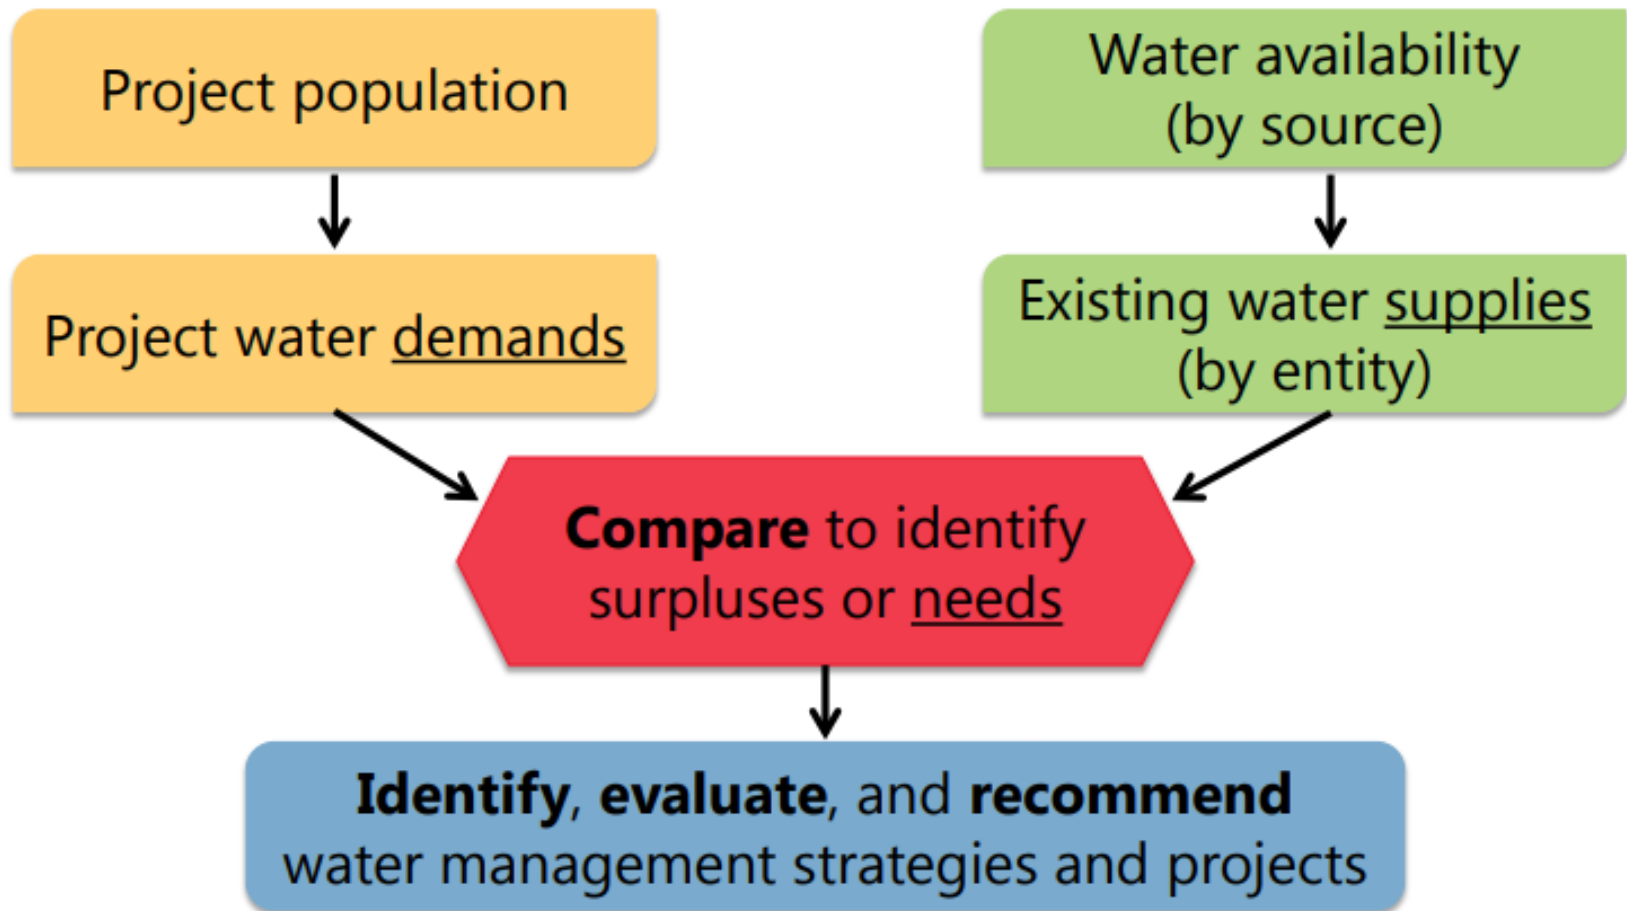 Project population
Water availability
(by source)
Project water demands
Existing water supplies
(by entity)
Compare to identify
surpluses or needs
Identify, evaluate, and recommend
water management strategies and projects